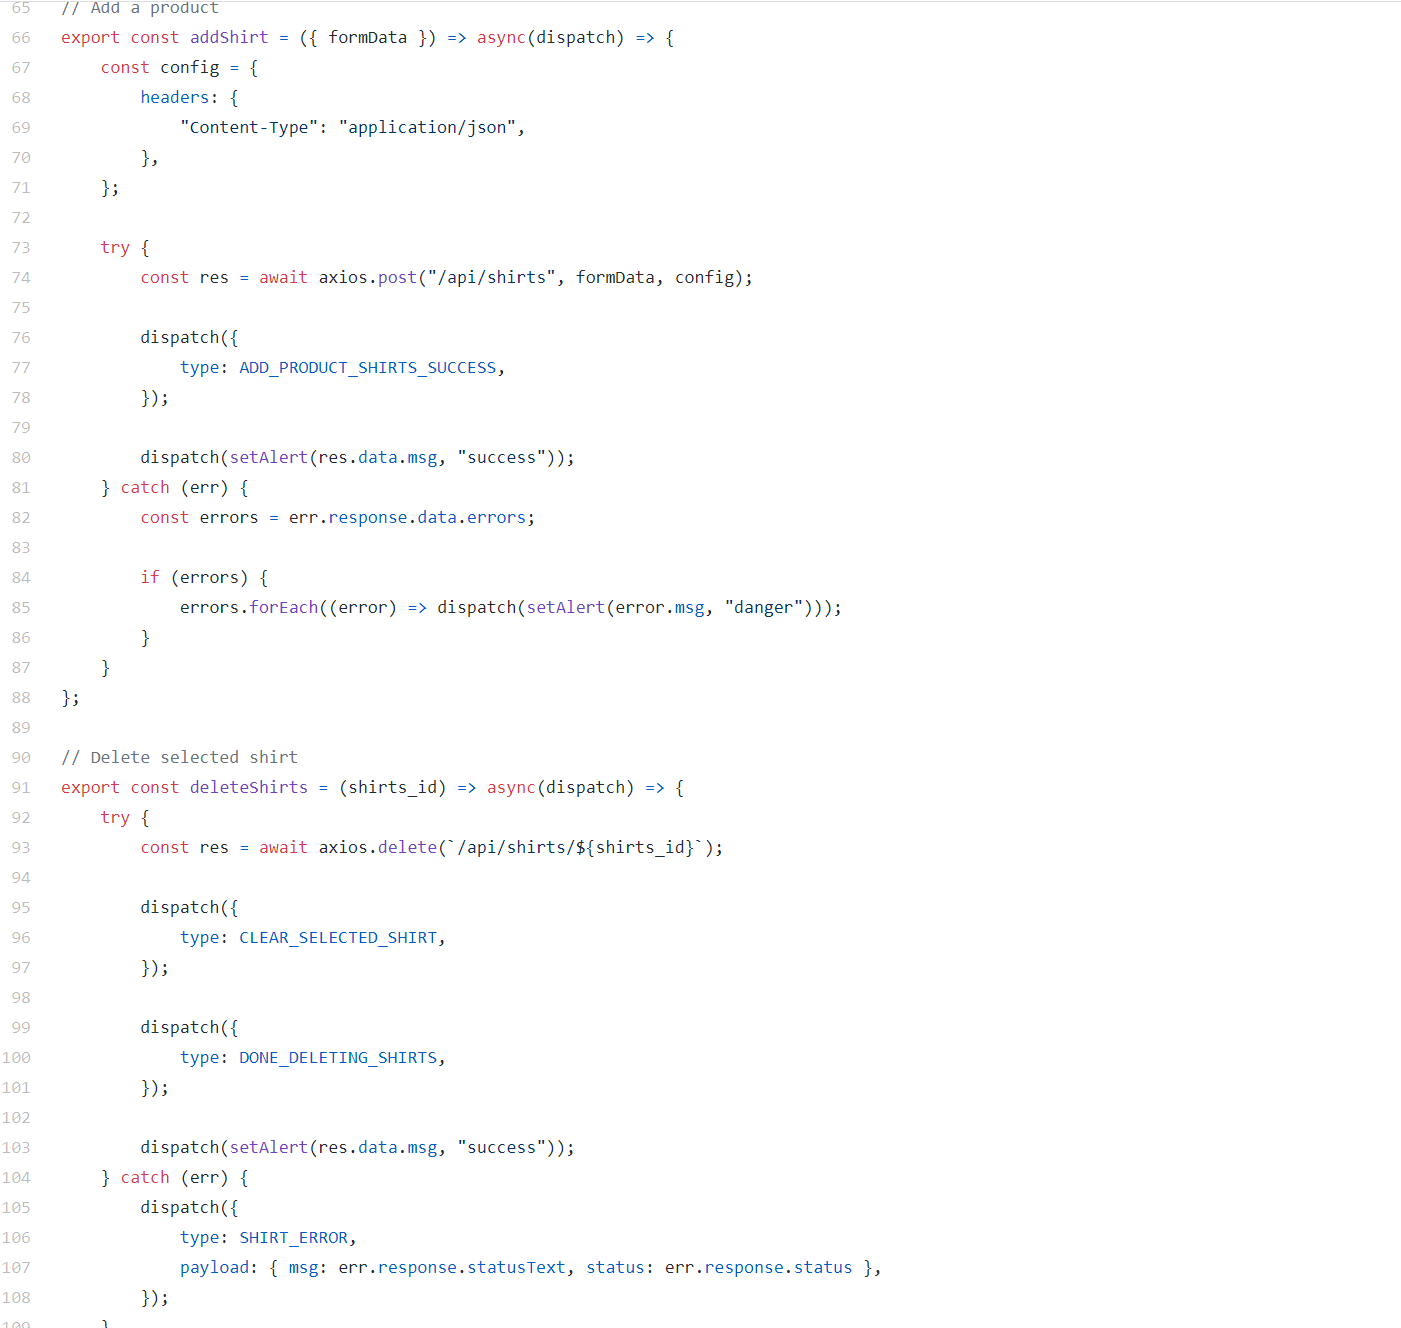 65 // Add a product
66 export const addShirt = ({ formData }) => async(dispatch) => {
67 const config = {
68 headers: {
69 "Content-Type": "application/json",
70 },
71 };
72
73 try {
74 const res = await axios.post("/api/shirts", formData, config);
75
76 dispatch({
77 type: ADD_PRODUCT_SHIRTS_SUCCESS,
78 });
79
80 dispatch(setAlert(res.data.msg, "success"));
81 } catch (err) {
82 const errors = err.response.data.errors;
83
84 if (errors) {
85 errors.forEach((error) => dispatch(setAlert(error.msg, "danger")));
86 }
87 }
88 };
89
90 // Delete selected shirt
91 export const deleteShirts = (shirts_id) => async(dispatch) => {
92 try {
93 const res = await axios.delete(`/api/shirts/${shirts_id}`);
94
95 dispatch({
96 type: CLEAR_SELECTED_SHIRT,
97 });
98
99 dispatch({
100 type: DONE_DELETING_SHIRTS,
101 });
102
103 dispatch(setAlert(res.data.msg, "success"));
104 } catch (err) {
105 dispatch({
106 type: SHIRT_ERROR,
107 payload: { msg: err.response.statusText, status: err.response.status },
108 });
109 }